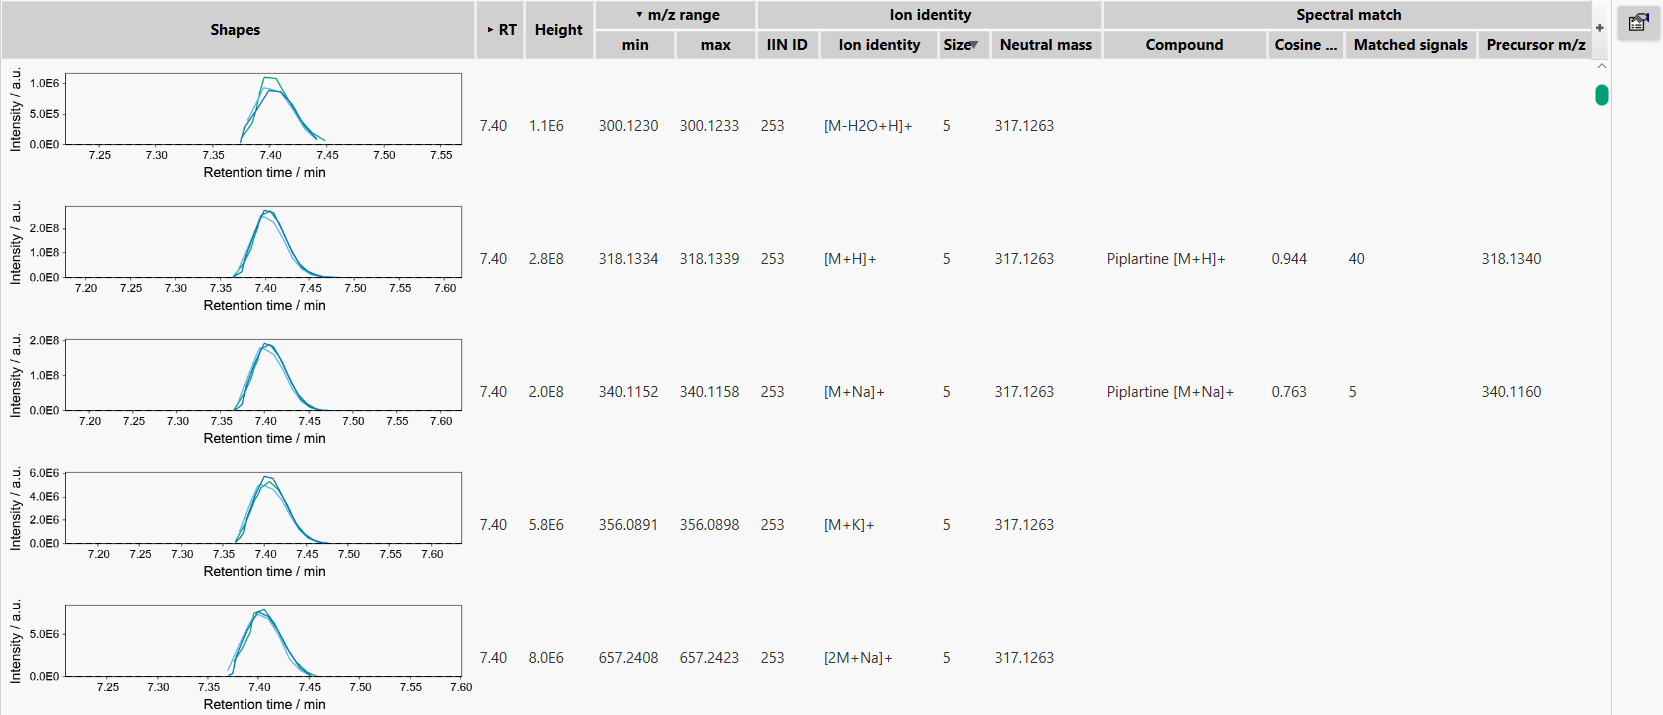 Shapes RT Height m/z range Ion identity Spectral match +
min max IIN ID Ion identity Size Neutral mass Compound Cosine ... Matched signals Precursor m/z
Intensity / a.u.
1.0E6
5.0E5
0.0E0
7.25 7.30 7.35 7.40 7.45 7.50 7.55
Retention time / min
7.40 1.1E6 300.1230 300.1233 253 [M-H2O+H]+ 5 317.1263
Intensity / a.u.
2.0E8
1.0E8
0.0E0
7.20 7.25 7.30 7.35 7.40 7.45 7.50 7.55 7.60
Retention time / min
7.40 2.8E8 318.1334 318.1339 253 [M+H]+ 5 317.1263 Piplartine [M+H]+ 0.944 40 318.1340
Intensity / a.u.
2.0E8
1.0E8
0.0E0
7.20 7.25 7.30 7.35 7.40 7.45 7.50 7.55 7.60
Retention time / min
7.40 2.0E8 340.1152 340.1158 253 [M+Na]+ 5 317.1263 Piplartine [M+Na]+ 0.763 5 340.1160
Intensity / a.u.
6.0E6
4.0E6
2.0E6
0.0E0
7.20 7.25 7.30 7.35 7.40 7.45 7.50 7.55 7.60
Retention time / min
7.40 5.8E6 356.0891 356.0898 253 [M+K]+ 5 317.1263
Intensity / a.u.
5.0E6
0.0E0
7.25 7.30 7.35 7.40 7.45 7.50 7.55 7.60
Retention time / min
7.40 8.0E6 657.2408 657.2423 253 [2M+Na]+ 5 317.1263